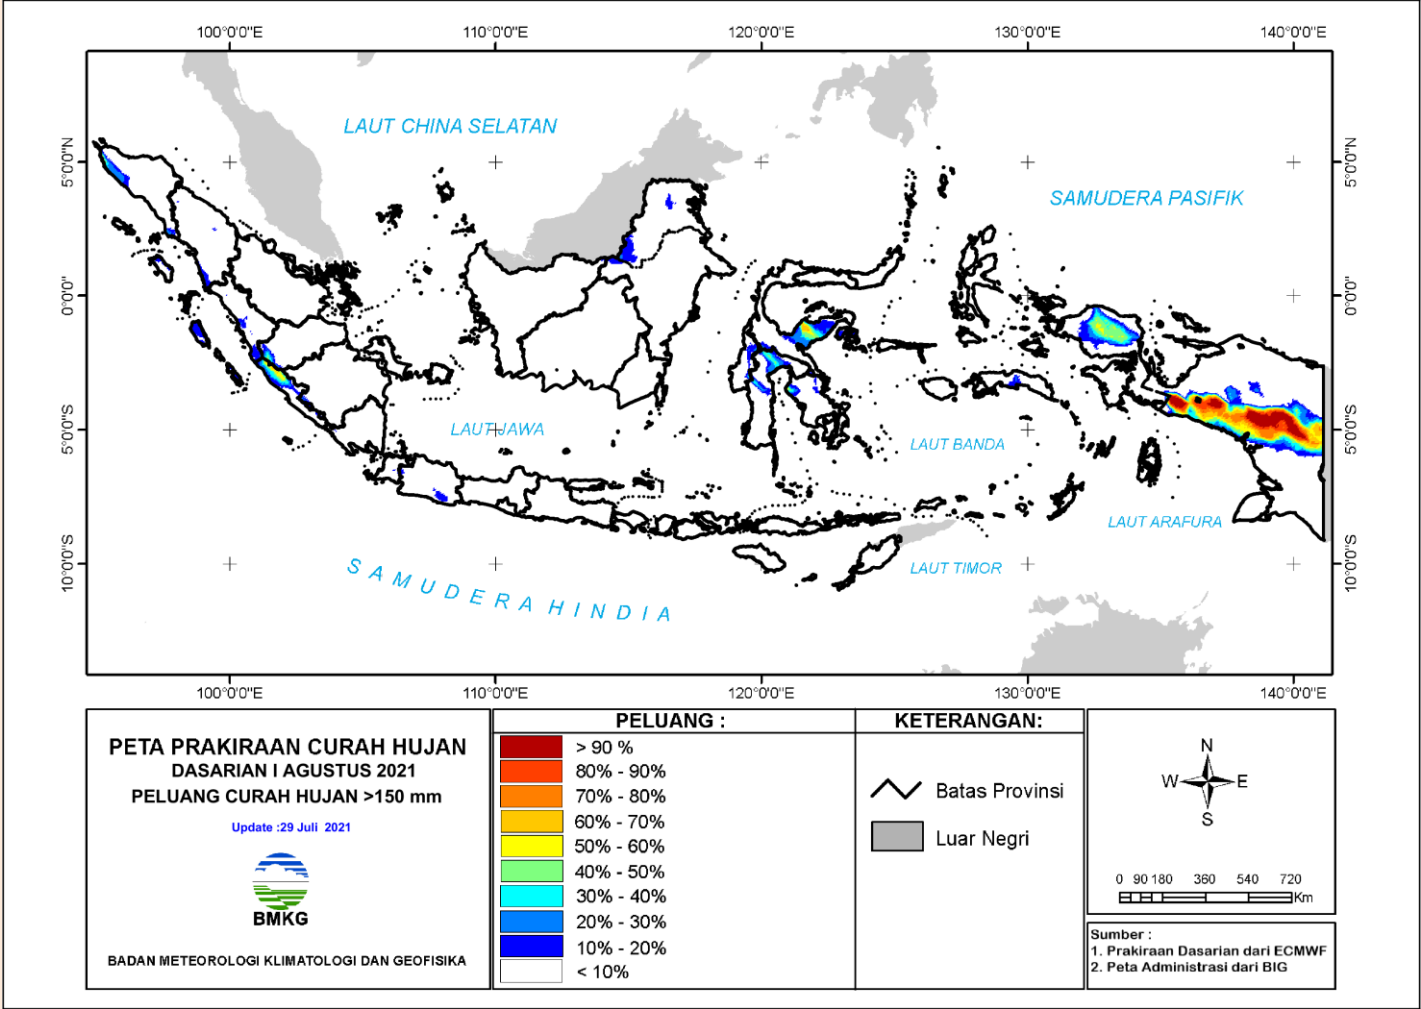 100°0'0"E 110°0'0"E 120°0'0"E 130°0'0"E 140°0'0"E
LAUT CHINA SELATAN
5°0'0"N
5°0'0"N
SAMUDERA PASIFIK
0°0'0"
0°0'0"
5°0'0"S
5°0'0"S
LAUT JAWA
LAUT BANDA
LAUT ARAFURA
10°0'0"S
10°0'0"S
LAUT TIMOR
SAMUDERA HINDIA
100°0'0"E 110°0'0"E 120°0'0"E 130°0'0"E 140°0'0"E
PETA PRAKIRAAN CURAH HUJAN
DASARIAN I AGUSTUS 2021
PELUANG CURAH HUJAN >150 mm
Update :29 Juli 2021
BMKG
BADAN METEOROLOGI KLIMATOLOGI DAN GEOFISIKA
PELUANG :
> 90 %
80% - 90%
70% - 80%
60% - 70%
50% - 60%
40% - 50%
30% - 40%
20% - 30%
10% - 20%
< 10%
KETERANGAN:
Batas Provinsi
Luar Negri
N
W E
S
0 90 180 360 540 720
Km
Sumber :
1. Prakiraan Dasarian dari ECMWF
2. Peta Administrasi dari BIG